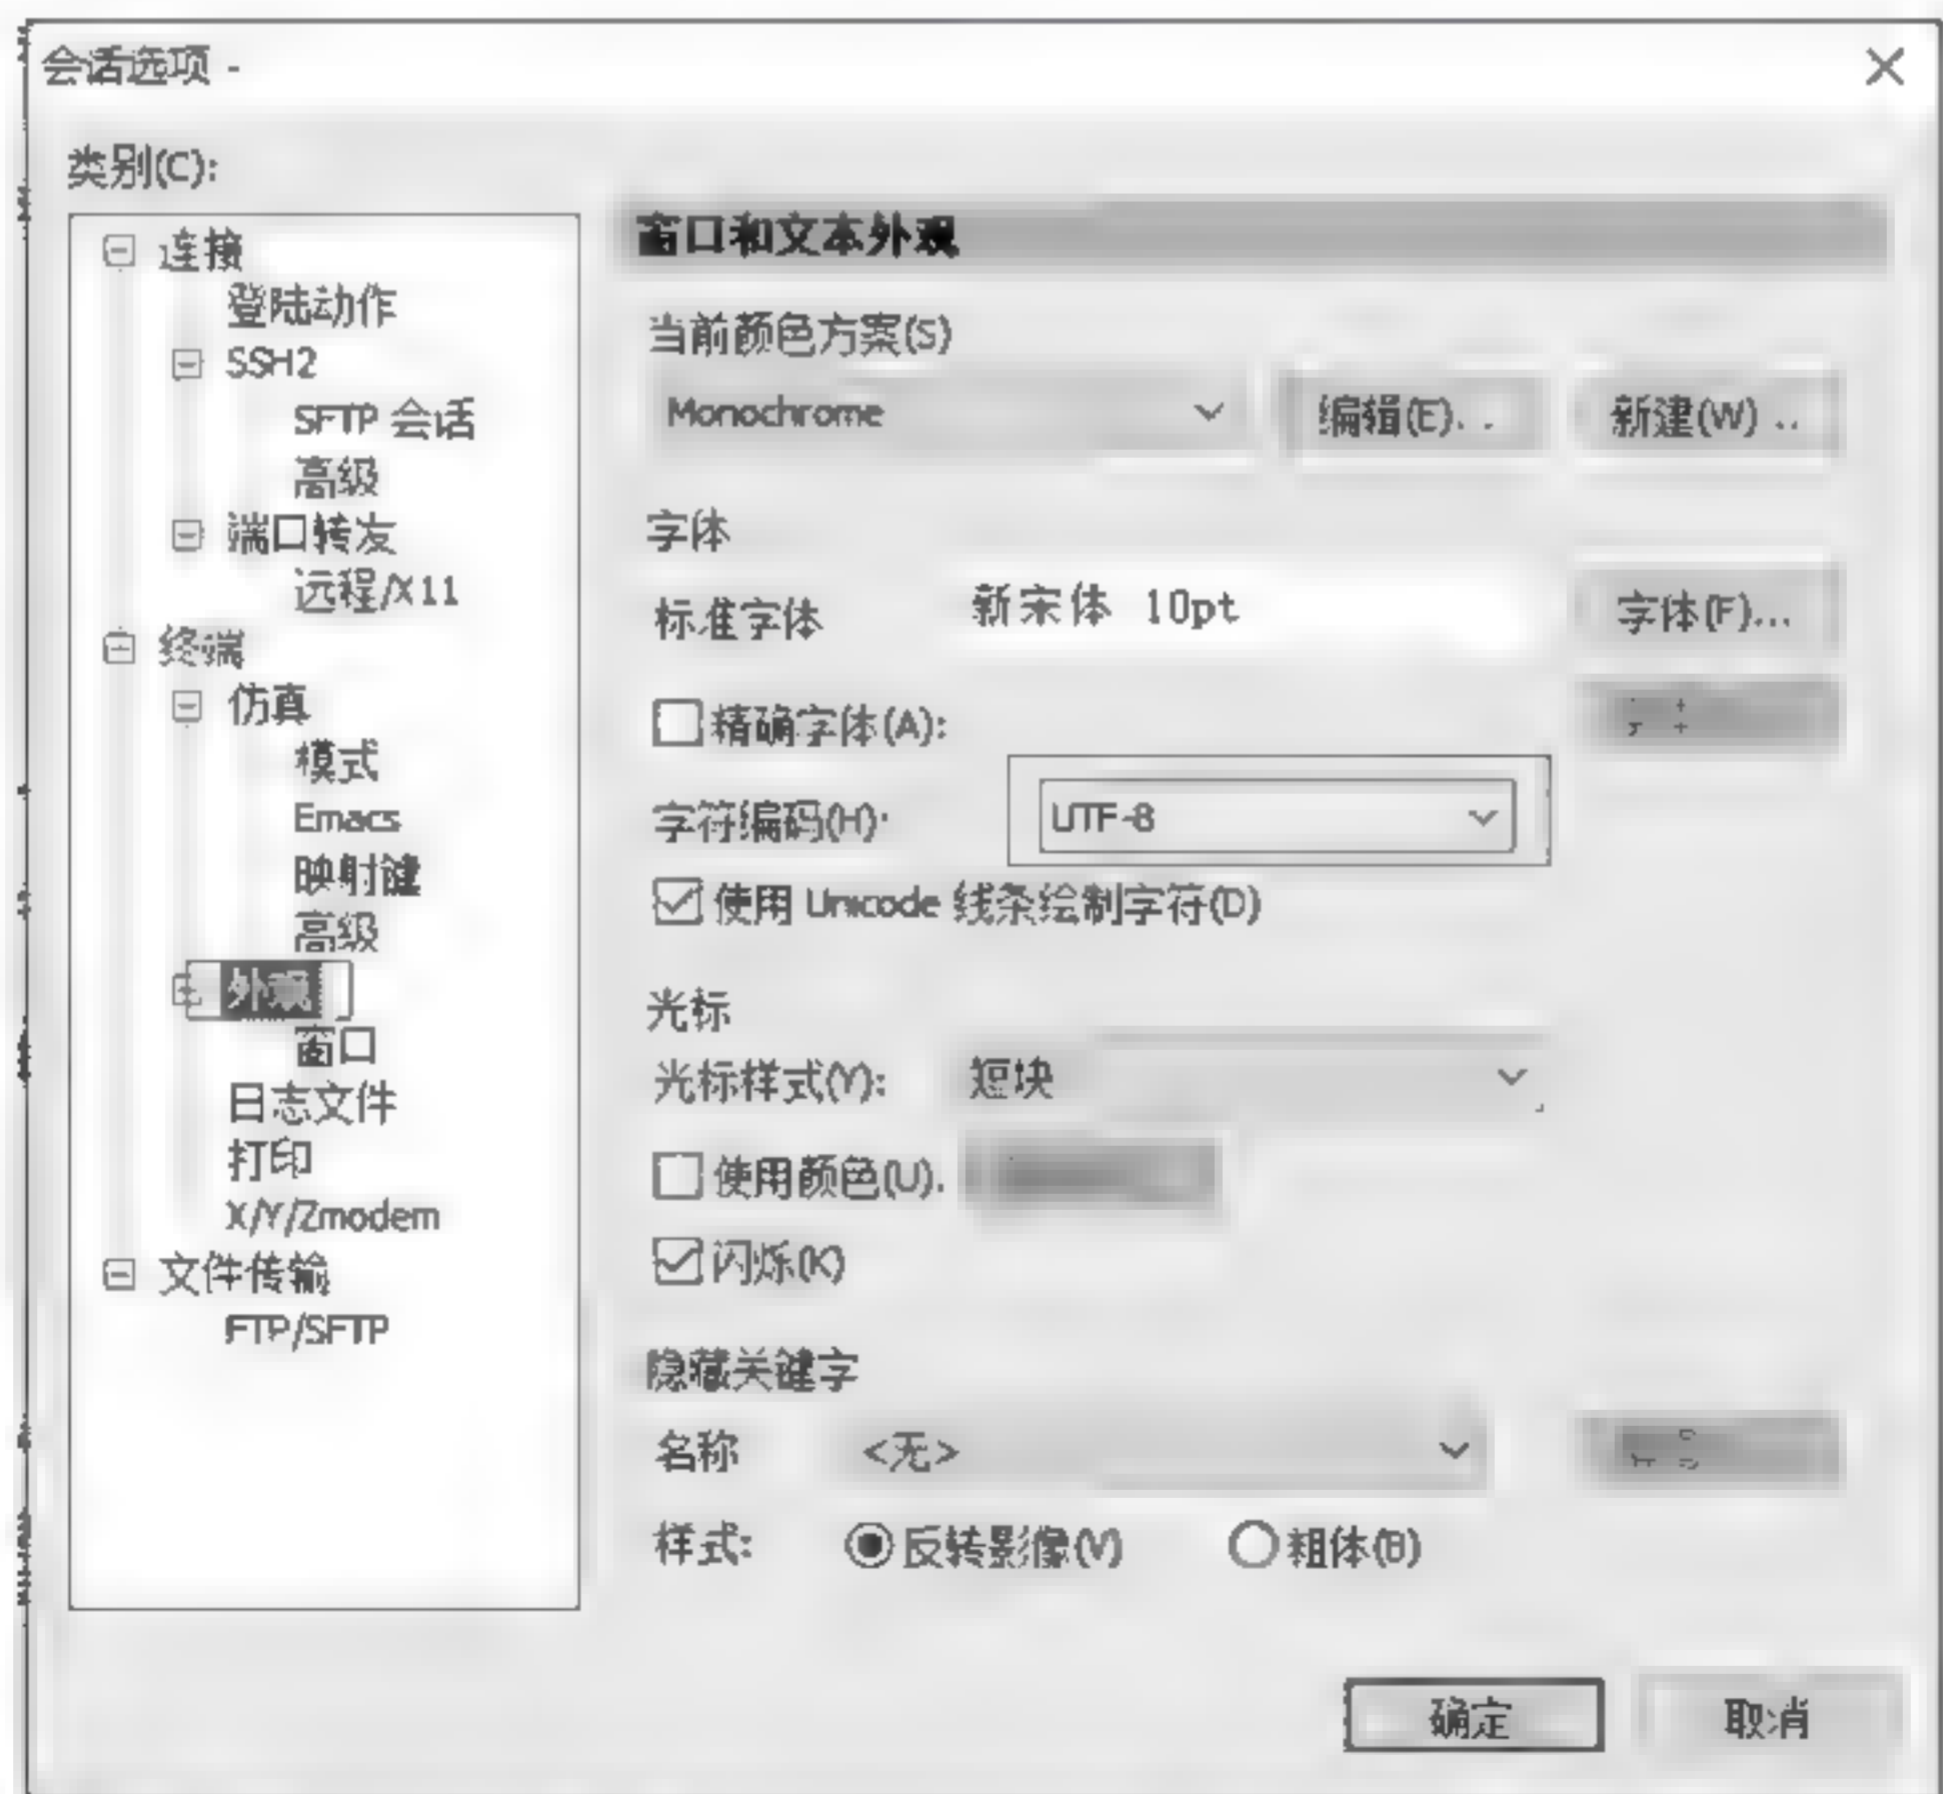 会话选项 -
类别(C):
连接
登陆动作
SSH2
SFTP 会话
高级
端口转发
远程/X11
终端
仿真
模式
Emacs
映射键
高级
外观
窗口
日志文件
打印
X/Y/Zmodem
文件传输
FTP/SFTP
窗口和文本外观
当前颜色方案(S)
Monochrome
编辑(E)...
新建(W) ..
字体
标准字体
新宋体 10pt
字体(F)...
精确字体(A):
字符编码(H):
UTF-8
使用 Unicode 线条绘制字符(D)
光标
光标样式(Y):
短块
使用颜色(U).
闪烁(K)
隐藏关键字
名称
<无>
样式:
反转影像(V)
粗体(B)
确定
取消